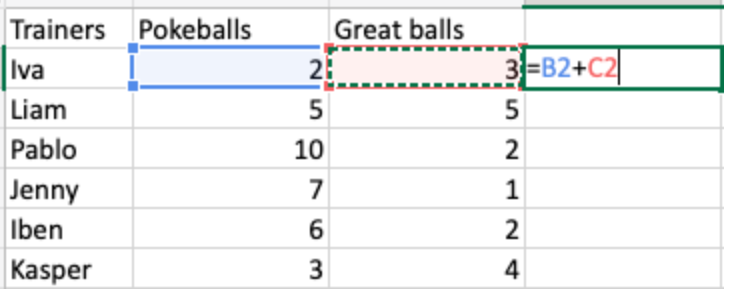 Trainers Pokeballs Great balls
Iva 2 3 =B2+C2
Liam 5 5
Pablo 10 2
Jenny 7 1
Iben 6 2
Kasper 3 4